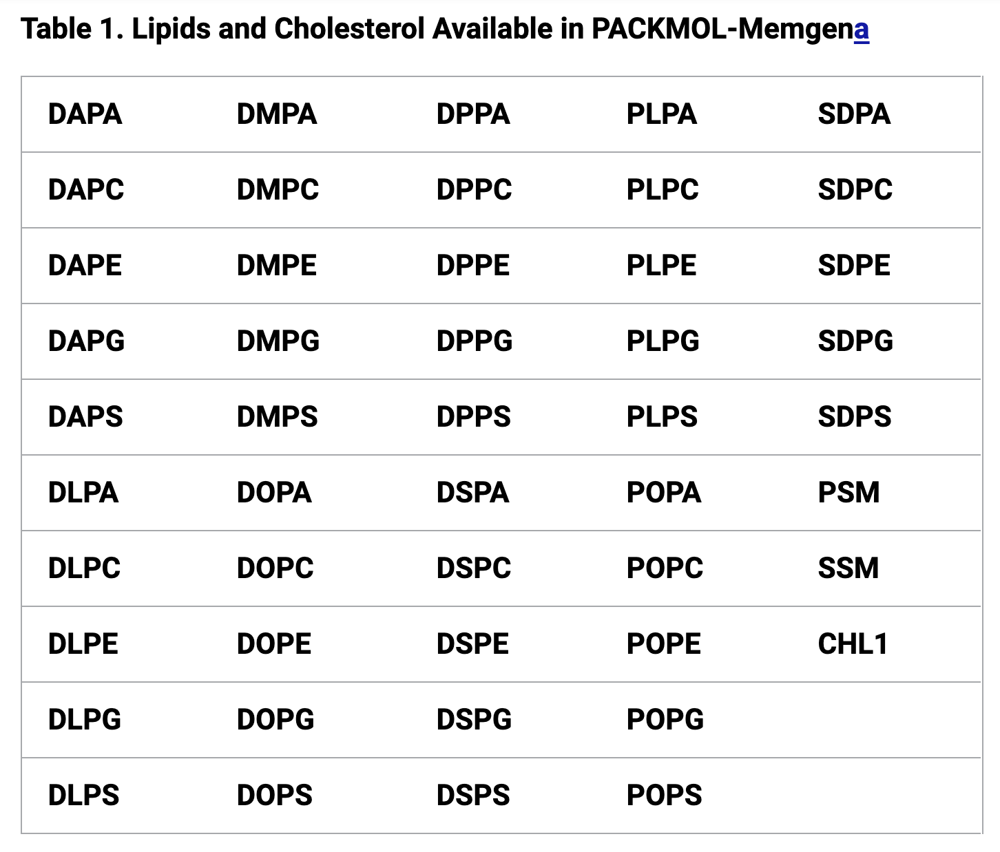 Table 1. Lipids and Cholesterol Available in PACKMOL-Memgena
DAPA DMPA DPPA PLPA SDPA
DAPC DMPC DPPC PLPC SDPC
DAPE DMPE DPPE PLPE SDPE
DAPG DMPG DPPG PLPG SDPG
DAPS DMPS DPPS PLPS SDPS
DLPA DOPA DSPA POPA PSM
DLPC DOPC DSPC POPC SSM
DLPE DOPE DSPE POPE CHL1
DLPG DOPG DSPG POPG
DLPS DOPS DSPS POPS